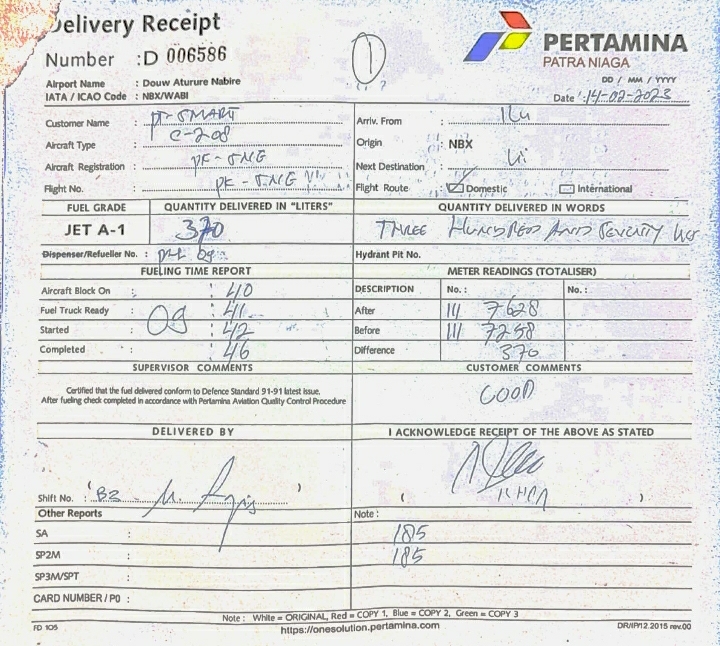 Delivery Receipt
Number : D 006586
PERTAMINA
PATRA NIAGA
Airport Name : Douw Aturure Nabire
IATA / ICAO Code : NBX/WABI
DD / MM / YYYY
Date : 14-02-2023
Customer Name : PT. SMART
Aircraft Type : C-208
Aircraft Registration : PK-SNG
Flight No. : PK-SNG
Arriv. From :
Origin : NBX
Next Destination :
Flight Route : Domestic International
FUEL GRADE QUANTITY DELIVERED IN "LITERS" QUANTITY DELIVERED IN WORDS
JET A-1 370 THREE HUNDRED AND SEVENTY
Dispenser/Refueller No. : Hydrant Pit No.
FUELING TIME REPORT METER READINGS (TOTALISER)
Aircraft Block On : 40 DESCRIPTION No. : No. :
Fuel Truck Ready : 41 After 7628
Started 09 : 42 Before 7258
Completed : 46 Difference 370
SUPERVISOR COMMENTS CUSTOMER COMMENTS
Certified that the fuel delivered conform to Defence Standard 91-91 latest issue.
After fueling check completed in accordance with Pertamina Aviation Quality Control Procedure
GOOD
DELIVERED BY I ACKNOWLEDGE RECEIPT OF THE ABOVE AS STATED
Shift No. ( B2 ) ( )
Other Reports Note :
SA : 185
SP2M : 185
SP3M/SPT :
CARD NUMBER / PO :
Note : White = ORIGINAL, Red = COPY 1, Blue = COPY 2, Green = COPY 3
FD 105 https://onesolution.pertamina.com DR/IP/12.2015 rev.00